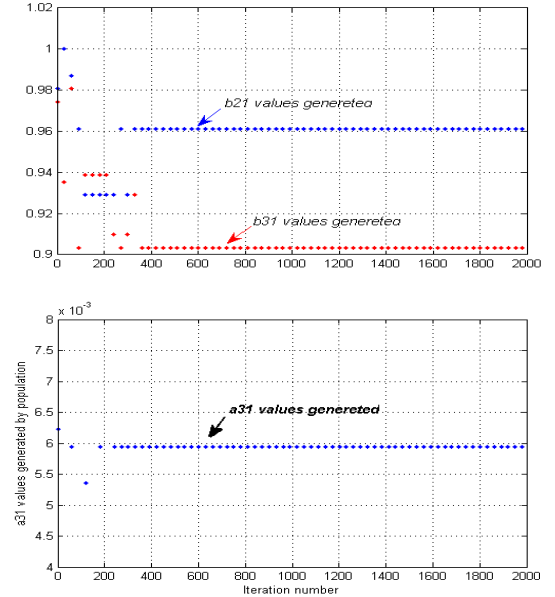 1.02
1
0.98
0.96
0.94
0.92
0.9
b21 values genereted
b31 values genereted
0 200 400 600 800 1000 1200 1400 1600 1800 2000
x 10-3
8
7.5
7
6.5
6
5.5
5
4.5
4
a31 values generated by population
a31 values genereted
0 200 400 600 800 1000 1200 1400 1600 1800 2000
Iteration number